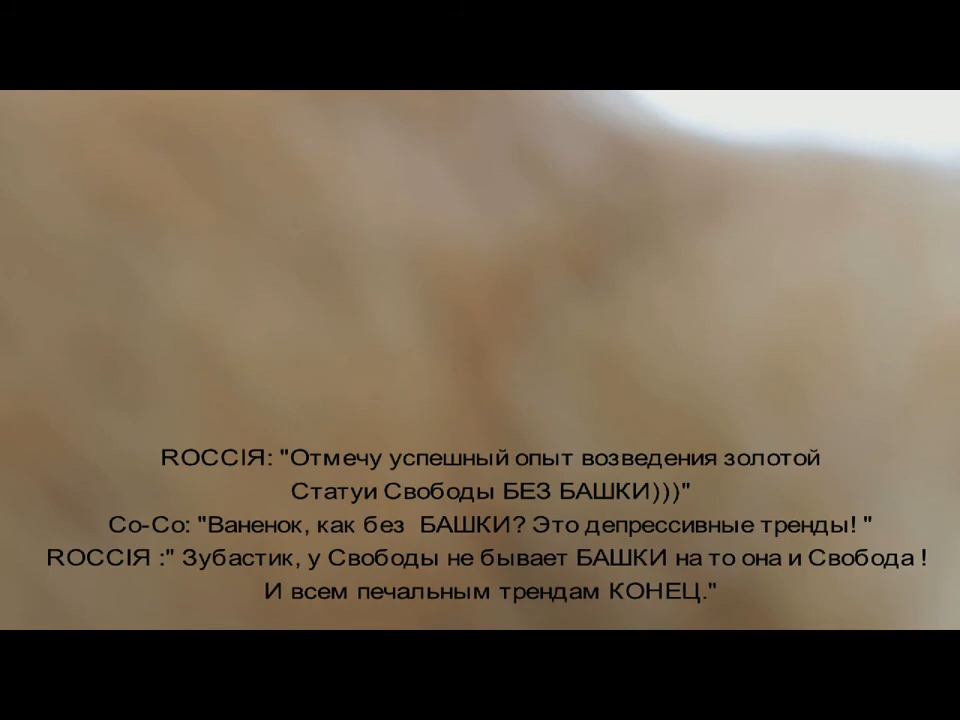 ROCCIЯ: "Отмечу успешный опыт возведения золотой
Статуи Свободы БЕЗ БАШКИ)))"
Со-Со: "Ваненок, как без  БАШКИ? Это депрессивные тренды! "
ROCCIЯ :" Зубастик, у Свободы не бывает БАШКИ на то она и Свобода !
И всем печальным трендам КОНЕЦ."